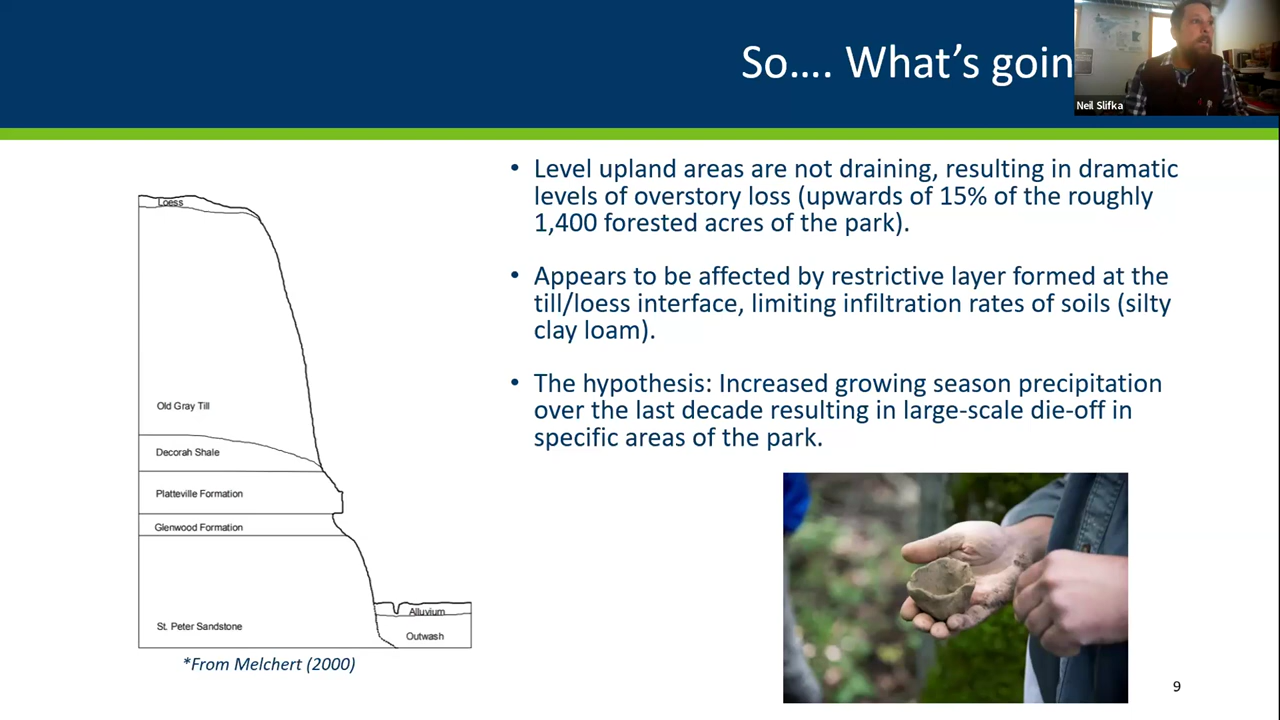 So…. What’s goin
Neil Slifka
• Level upland areas are not draining, resulting in dramatic
levels of overstory loss (upwards of 15% of the roughly
1,400 forested acres of the park).
• Appears to be affected by restrictive layer formed at the
till/loess interface, limiting infiltration rates of soils (silty
clay loam).
• The hypothesis: Increased growing season precipitation
over the last decade resulting in large-scale die-off in
specific areas of the park.
Loess
Old Gray Till
Decorah Shale
Platteville Formation
Glenwood Formation
St. Peter Sandstone
Alluvium
Outwash
*From Melchert (2000)
9